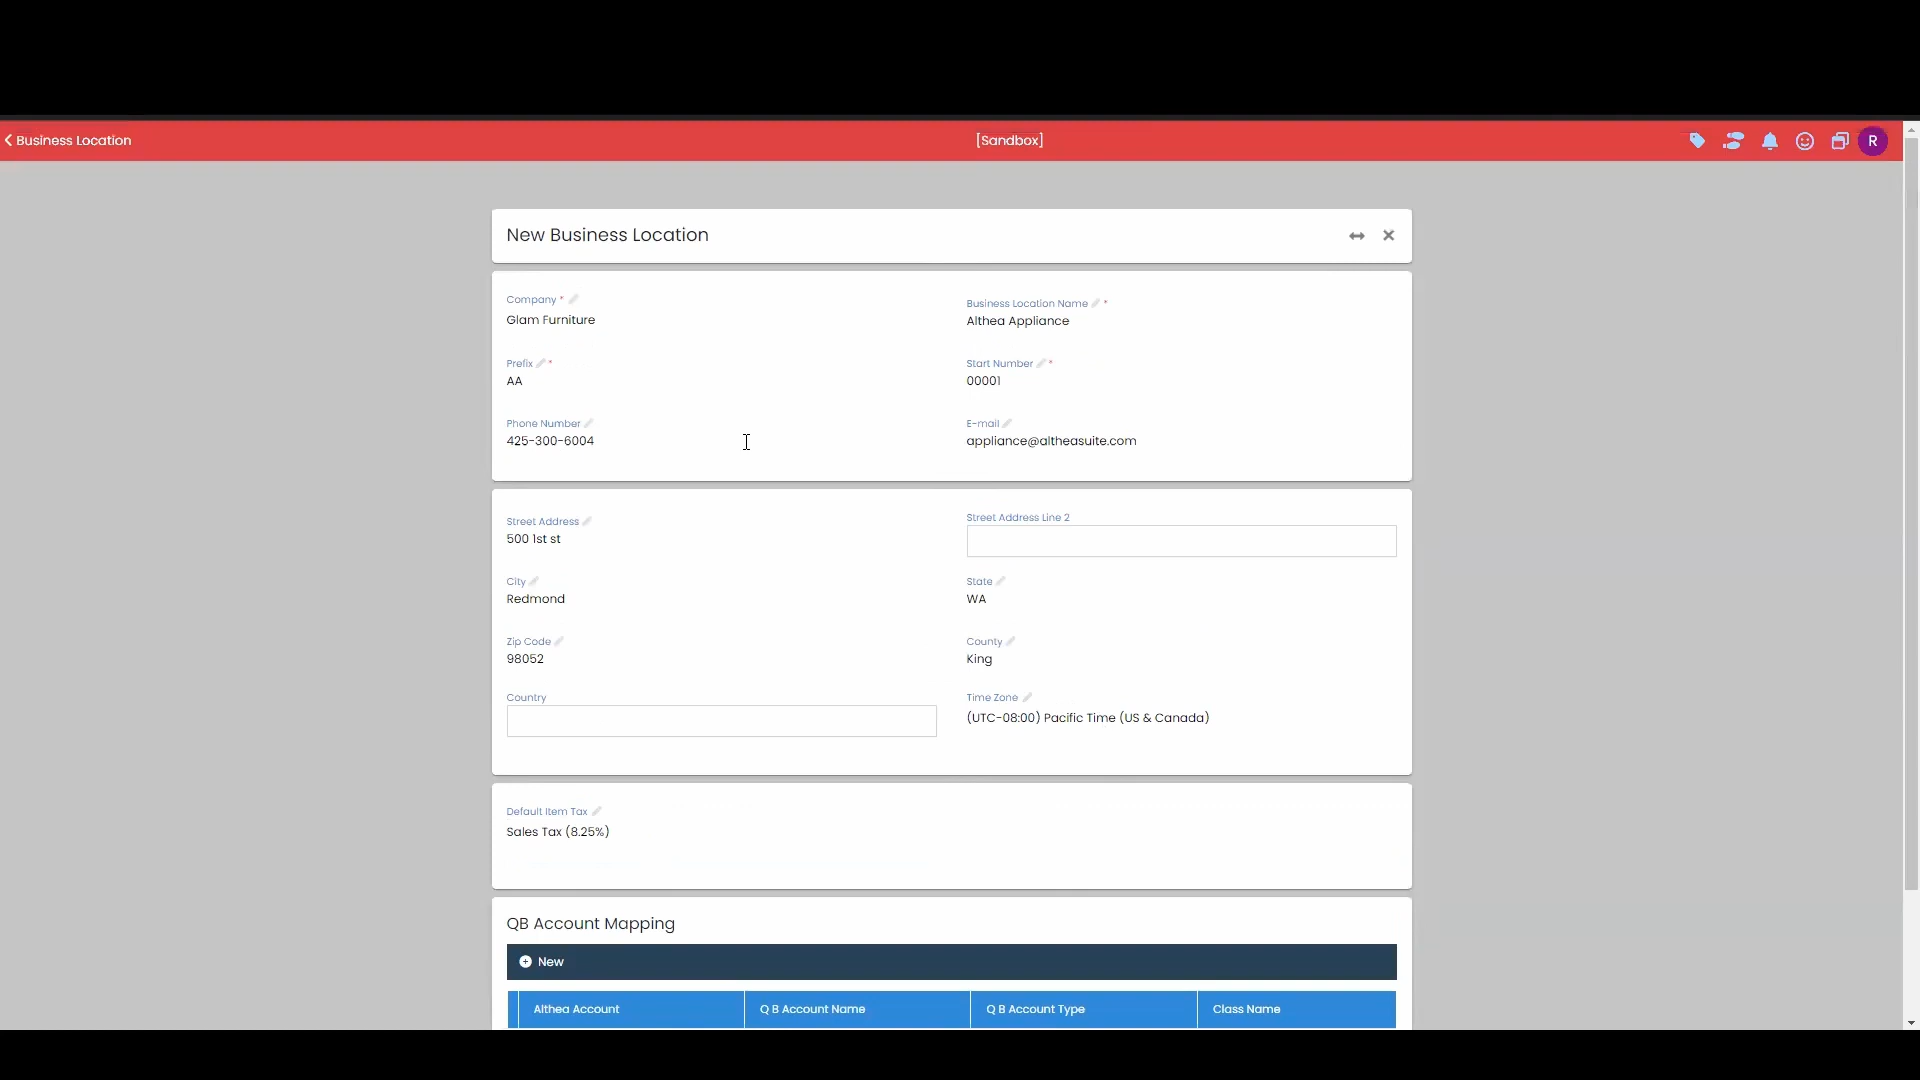 Business Location
[Sandbox]
R
New Business Location
Company *
Glam Furniture
Business Location Name *
Althea Appliance
Prefix *
AA
Start Number *
00001
Phone Number
425-300-6004
E-mail
appliance@altheasuite.com
Street Address
500 1st st
Street Address Line 2
City
Redmond
State
WA
Zip Code
98052
County
King
Country
Time Zone
(UTC-08:00) Pacific Time (US & Canada)
Default Item Tax
Sales Tax (8.25%)
QB Account Mapping
New
Althea Account
Q B Account Name
Q B Account Type
Class Name